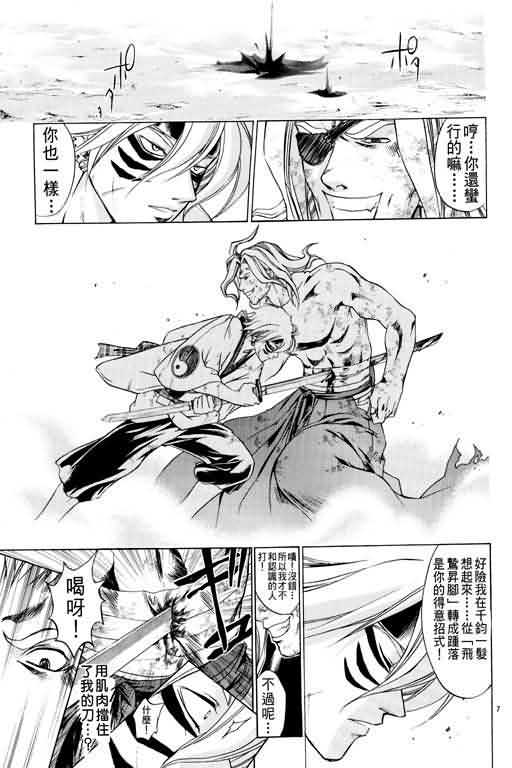 ポタ
ポタ
哼…你還蠻
行的嘛……
你也一樣…
好險我在千鈞一髮
想起來……從「飛
鷲昇腳」轉成踵落
是你的得意招式！
嘖！沒錯…
所以我才不
和認識的人
打！
不過呢…
什麼！
用肌肉擋住
了我的刀…?
喝呀！
7